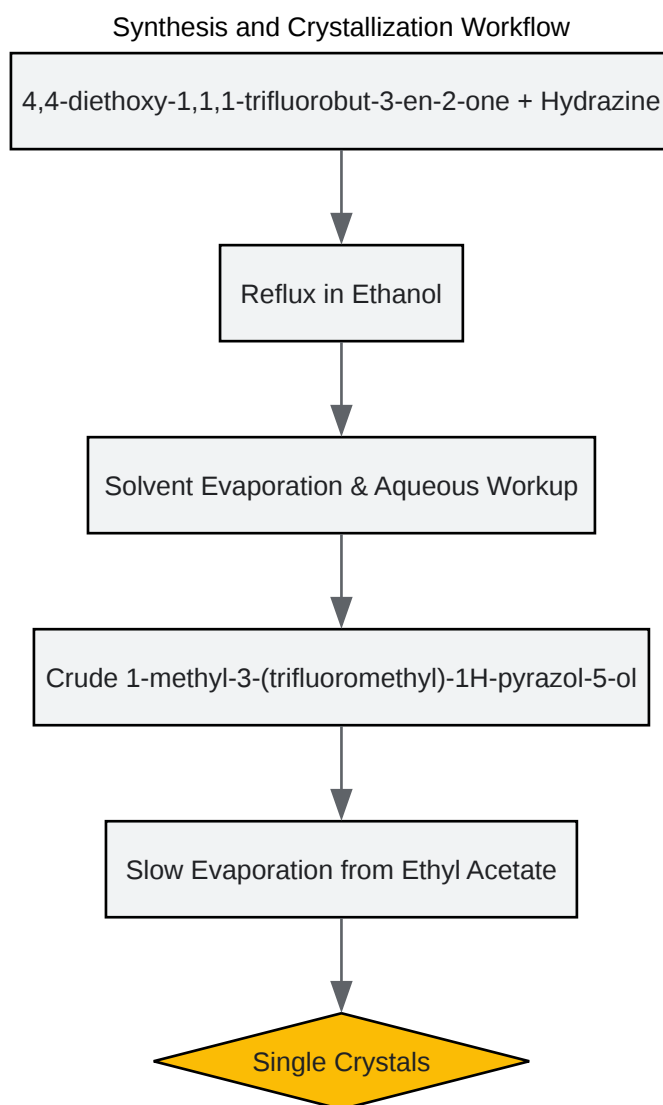 Synthesis and Crystallization Workflow
4,4-diethoxy-1,1,1-trifluorobut-3-en-2-one + Hydrazine
Reflux in Ethanol
Solvent Evaporation & Aqueous Workup
Crude 1-methyl-3-(trifluoromethyl)-1H-pyrazol-5-ol
Slow Evaporation from Ethyl Acetate
Single Crystals